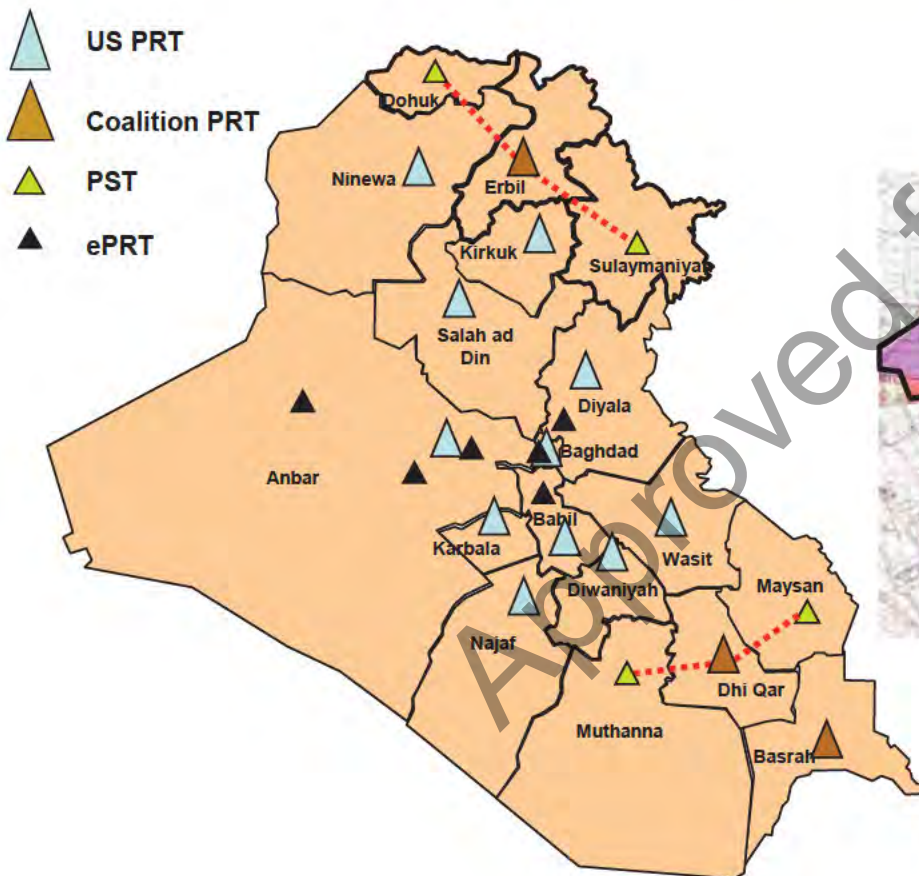 US PRT
Coalition PRT
PST
ePRT
Dohuk
Ninewa
Erbil
Kirkuk
Sulaymaniyah
Salah ad
Din
Diyala
Baghdad
Anbar
Babil
Karbala
Wasit
Diwaniyah
Maysan
Najaf
Dhi Qar
Muthanna
Basrah
Approved f